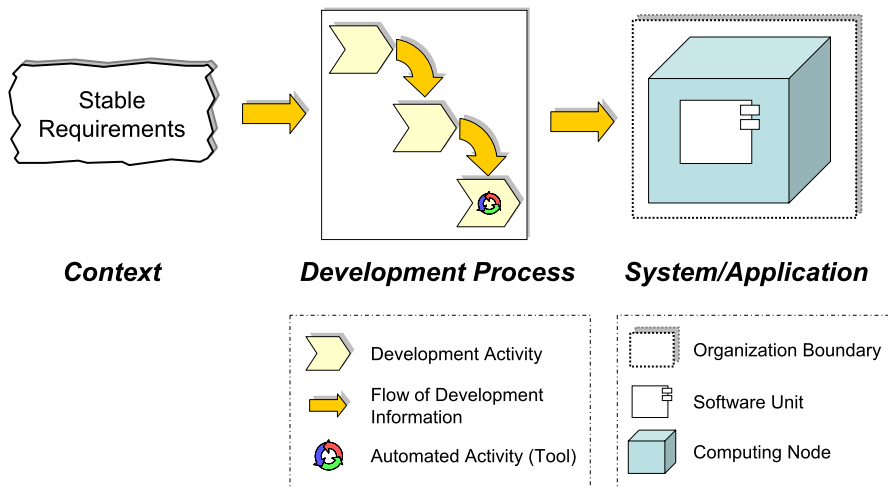 Stable
Requirements
Context
Development Process
System/Application
Development Activity
Flow of Development
Information
Automated Activity (Tool)
Organization Boundary
Software Unit
Computing Node